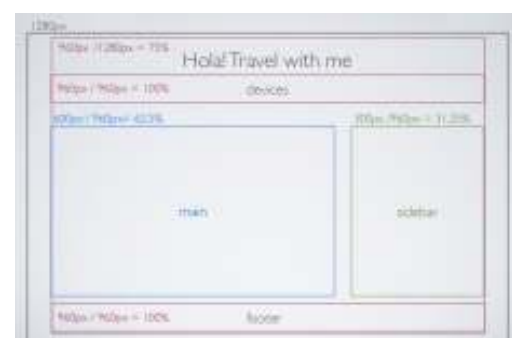 1280px
960px /1280px = 75%
Hola! Travel with me
960px / 960px = 100%
devices
600px / 960px= 62.5%
300px /960px = 31.25%
main
sidebar
960px / 960px = 100%
footer